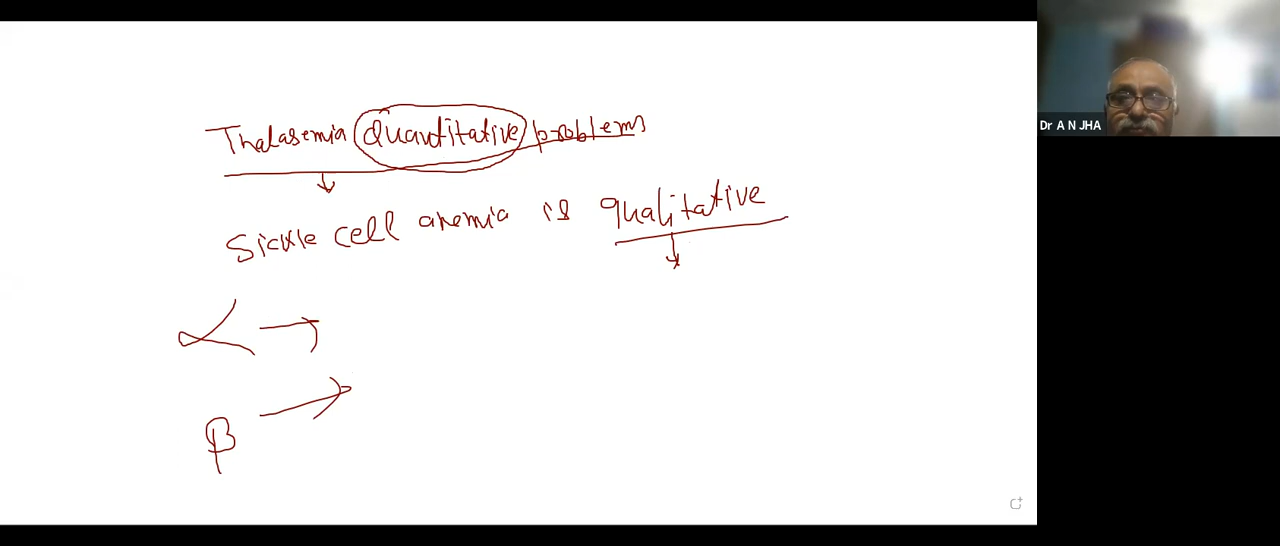 Thalasemia Quantitative problems
Sickle cell anemia is qualitative
α →
β →
Dr A N JHA